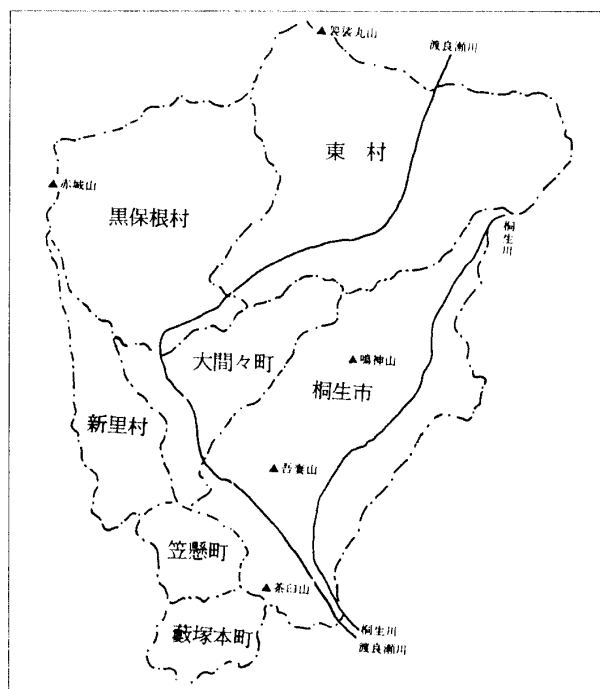 ▲袈裟丸山
渡良瀬川
東 村
▲赤城山
黒保根村
桐生川
大間々町
▲鳴神山
桐生市
新里村
▲吾妻山
笠懸町
▲茶臼山
桐生川
藪塚本町
渡良瀬川